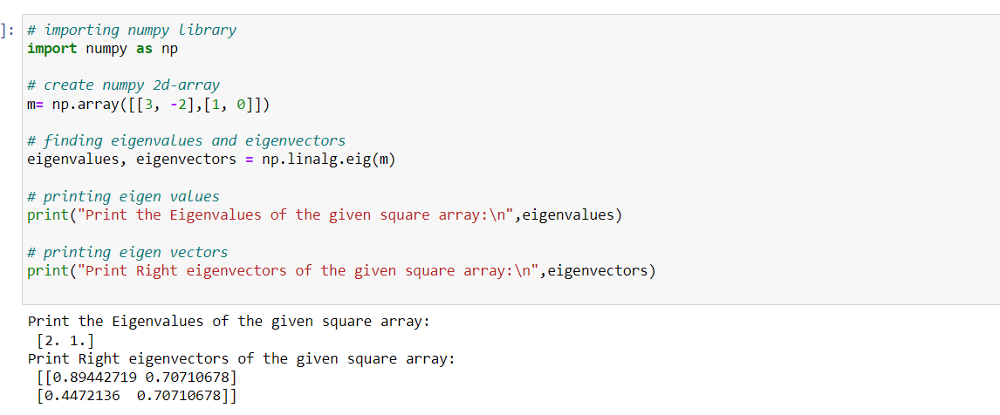 ]: # importing numpy library
import numpy as np
# create numpy 2d-array
m= np.array([[3, -2],[1, 0]])
# finding eigenvalues and eigenvectors
eigenvalues, eigenvectors = np.linalg.eig(m)
# printing eigen values
print("Print the Eigenvalues of the given square array:\n",eigenvalues)
# printing eigen vectors
print("Print Right eigenvectors of the given square array:\n",eigenvectors)
Print the Eigenvalues of the given square array:
 [2. 1.]
Print Right eigenvectors of the given square array:
 [[0.89442719 0.70710678]
 [0.4472136  0.70710678]]